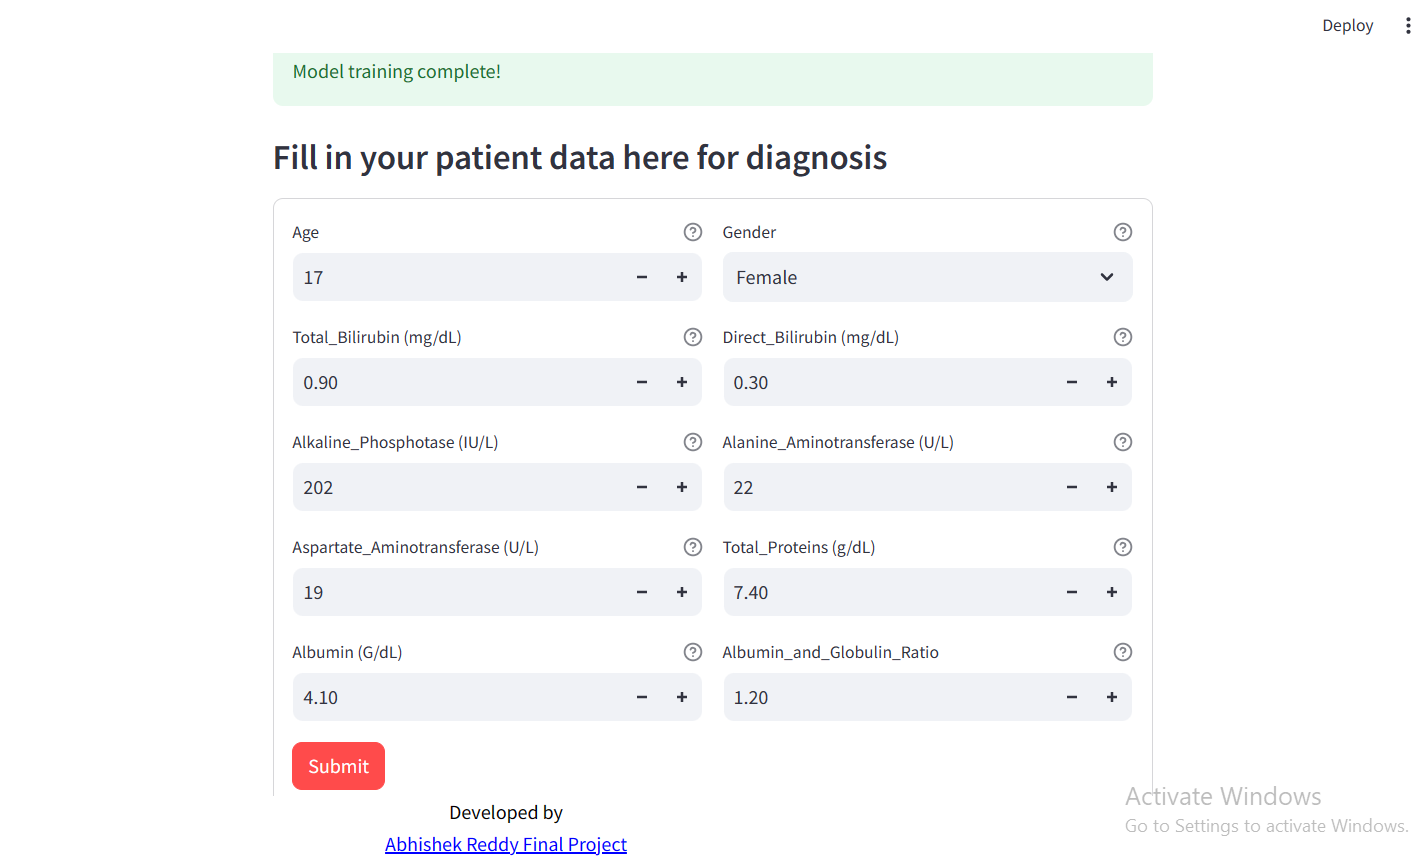 Deploy
Model training complete!
Fill in your patient data here for diagnosis
Age
Gender
17
Female
Total_Bilirubin (mg/dL)
Direct_Bilirubin (mg/dL)
0.90
0.30
Alkaline_Phosphotase (IU/L)
Alanine_Aminotransferase (U/L)
202
22
Aspartate_Aminotransferase (U/L)
Total_Proteins (g/dL)
19
7.40
Albumin (G/dL)
Albumin_and_Globulin_Ratio
4.10
1.20
Submit
Developed by
Abhishek Reddy Final Project
Activate Windows
Go to Settings to activate Windows.